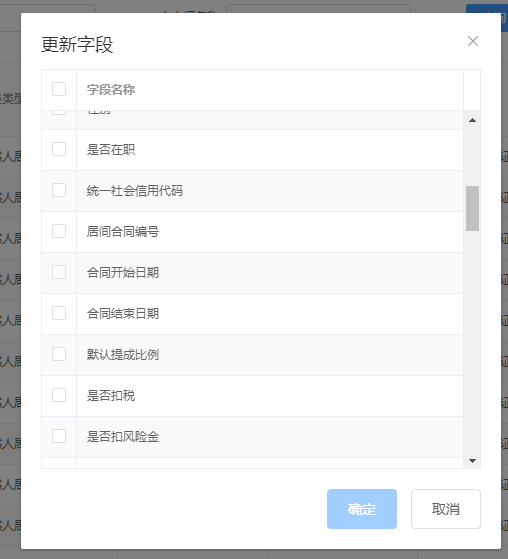 更新字段
字段名称
性别
是否在职
统一社会信用代码
居间合同编号
合同开始日期
合同结束日期
默认提成比例
是否扣税
是否扣风险金
确定
取消